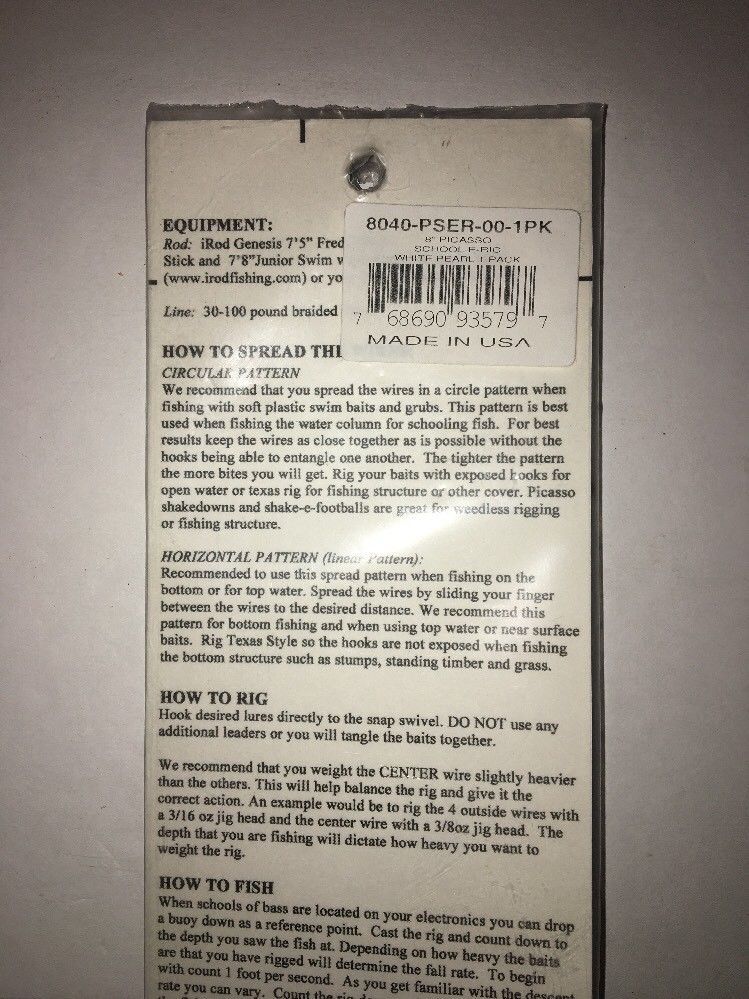 8040-PSER-00-1PK
8" PICASSO
SCHOOL-E-RIG
WHITE PEARL 1 PACK
7 68690 93579 7
MADE IN USA
EQUIPMENT:
Rod: iRod Genesis 7'5" Fred
Stick and 7'8"Junior Swim
(www.irodfishing.com) or
Line: 30-100 pound braided
HOW TO SPREAD
CIRCULAR PATTERN
We recommend that you spread the wires in a circle pattern when
fishing with soft plastic swim baits and grubs. This pattern is best
used when fishing the water column for schooling fish. For best
results keep the wires as close together as is possible without the
hooks being able to entangle one another. The tighter the pattern
the more bites you will get. Rig your baits with exposed hooks for
open water or texas rig for fishing structure or other cover. Picasso
shakedowns and shake-e-footballs are great for weedless rigging
or fishing structure.
HORIZONTAL PATTERN (linear Pattern):
Recommended to use this spread pattern when fishing on the
bottom or for top water. Spread the wires by sliding your finger
between the wires to the desired distance. We recommend this
pattern for bottom fishing and when using top water or near surface
baits. Rig Texas Style so the hooks are not exposed when fishing
the bottom structure such as stumps, standing timber and grass.
HOW TO RIG
Hook desired lures directly to the snap swivel. DO NOT use any
additional leaders or you will tangle the baits together.
We recommend that you weight the CENTER wire slightly heavier
than the others. This will help balance the rig and give it the
correct action. An example would be to rig the 4 outside wires with
a 3/16 oz jig head and the center wire with a 3/8oz jig head. The
depth that you are fishing will dictate how heavy you want to
weight the rig.
HOW TO FISH
When schools of bass are located on your electronics you can drop
a buoy down as a reference point. Cast the rig and count down to
the depth you saw the fish at. Depending on how heavy the baits
are that you have rigged will determine the fall rate. To begin
with count 1 foot per second. As you get familiar with the descent
rate you can vary. Count the rig